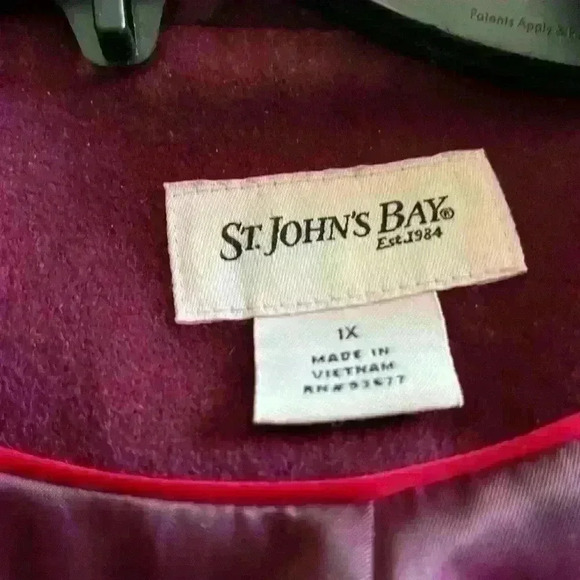 Patents Apply &
ST. JOHN'S BAY®
Est.1984
1X
MADE IN
VIETNAM
RN#93677